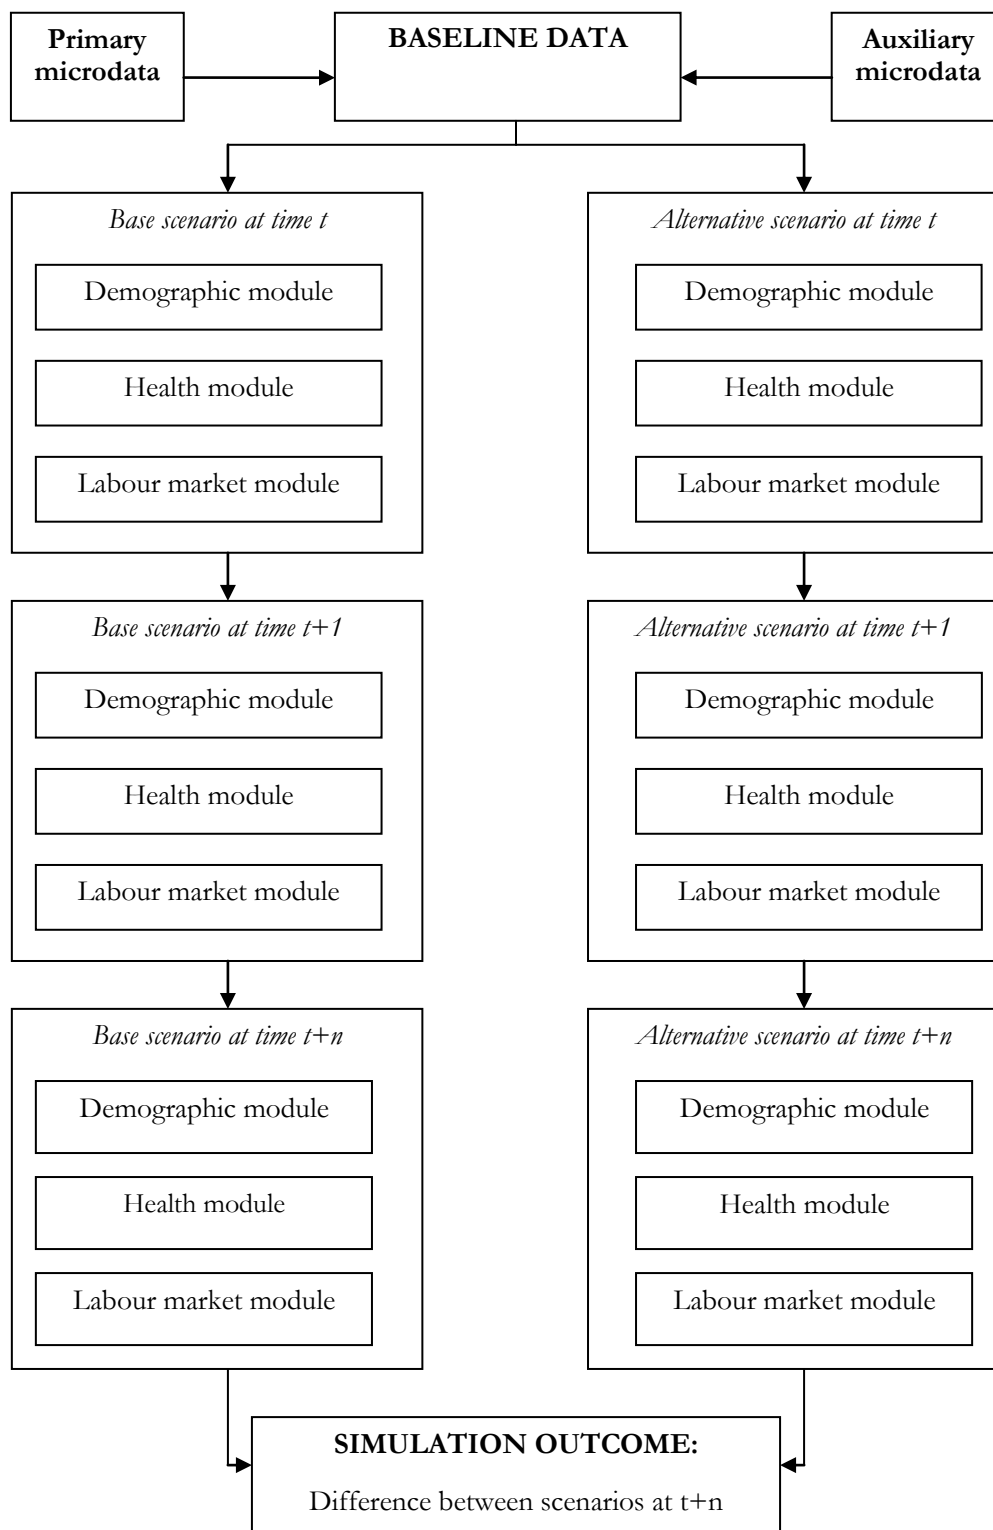 Primary
microdata
BASELINE DATA
Auxiliary
microdata
Base scenario at time t
Demographic module
Health module
Labour market module
Alternative scenario at time t
Demographic module
Health module
Labour market module
Base scenario at time t+1
Demographic module
Health module
Labour market module
Alternative scenario at time t+1
Demographic module
Health module
Labour market module
Base scenario at time t+n
Demographic module
Health module
Labour market module
Alternative scenario at time t+n
Demographic module
Health module
Labour market module
SIMULATION OUTCOME:
Difference between scenarios at t+n